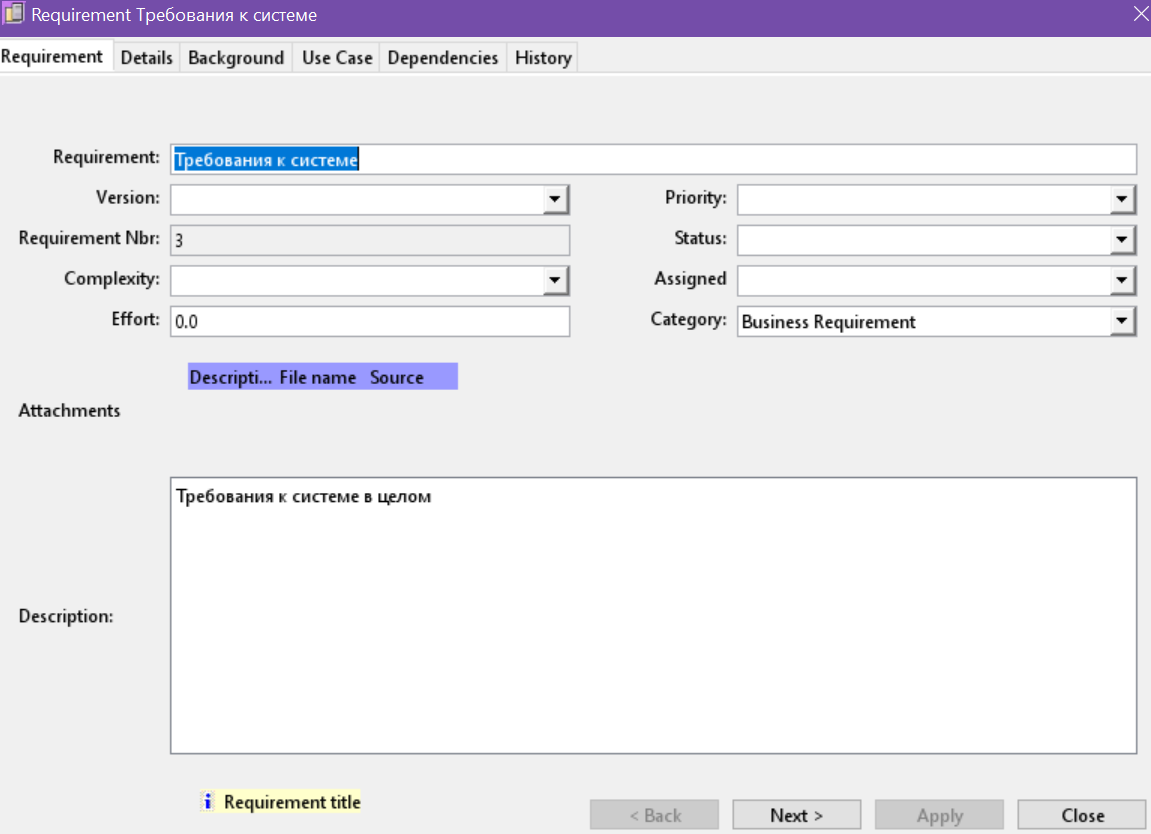 Requirement Требования к системе
Requirement Details Background Use Case Dependencies History
Requirement: Требования к системе
Version: Priority:
Requirement Nbr: 3 Status:
Complexity: Assigned
Effort: 0.0 Category: Business Requirement
Descripti... File name Source
Attachments
Требования к системе в целом
Description:
i Requirement title
< Back Next > Apply Close